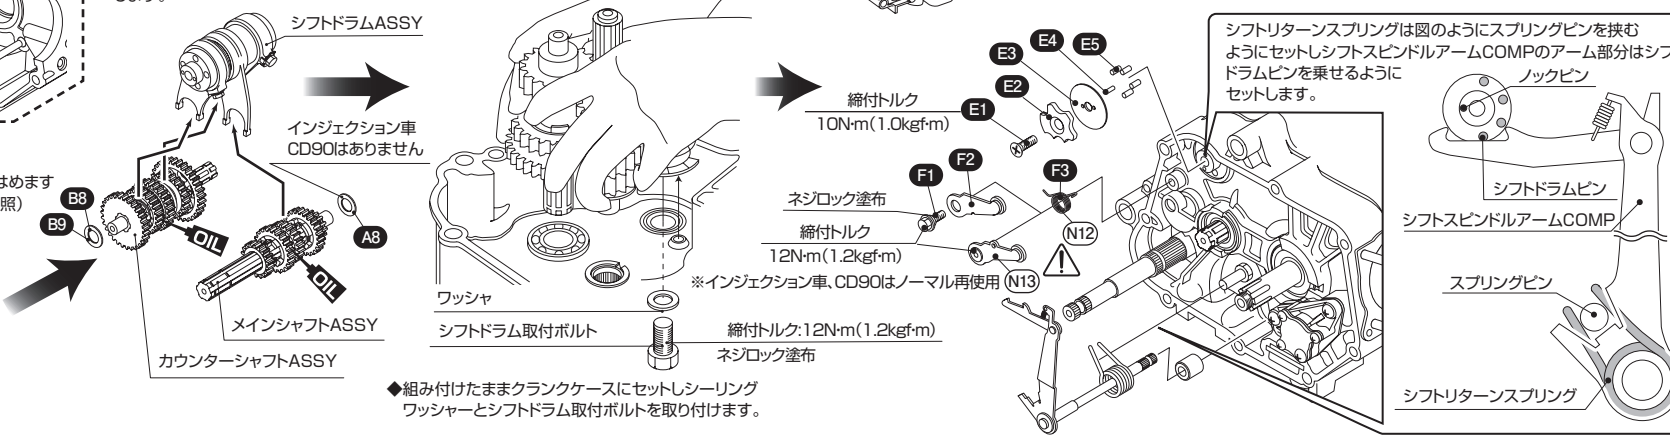 シフトドラムASSY
インジェクション車
CD90はありません
はめます
照）
B8
B9
OIL
OIL
A8
メインシャフトASSY
カウンターシャフトASSY
ワッシャ
シフトドラム取付ボルト
締付トルク:12N・m(1.2kgf・m)
ネジロック塗布
◆組み付けたままクランクケースにセットしシーリング
ワッシャーとシフトドラム取付ボルトを取り付けます。
締付トルク
10N・m(1.0kgf・m)
E1
E2
E3
E4
E5
F1
F2
F3
ネジロック塗布
締付トルク
12N・m(1.2kgf・m)
N12
N13
※インジェクション車、CD90はノーマル再使用
シフトリターンスプリングは図のようにスプリングピンを挟む
ようにセットしシフトスピンドルアームCOMPのアーム部分はシフ
ドラムピンを乗せるように
セットします。
ノックピン
シフトドラムピン
シフトスピンドルアームCOMP
スプリングピン
シフトリターンスプリング